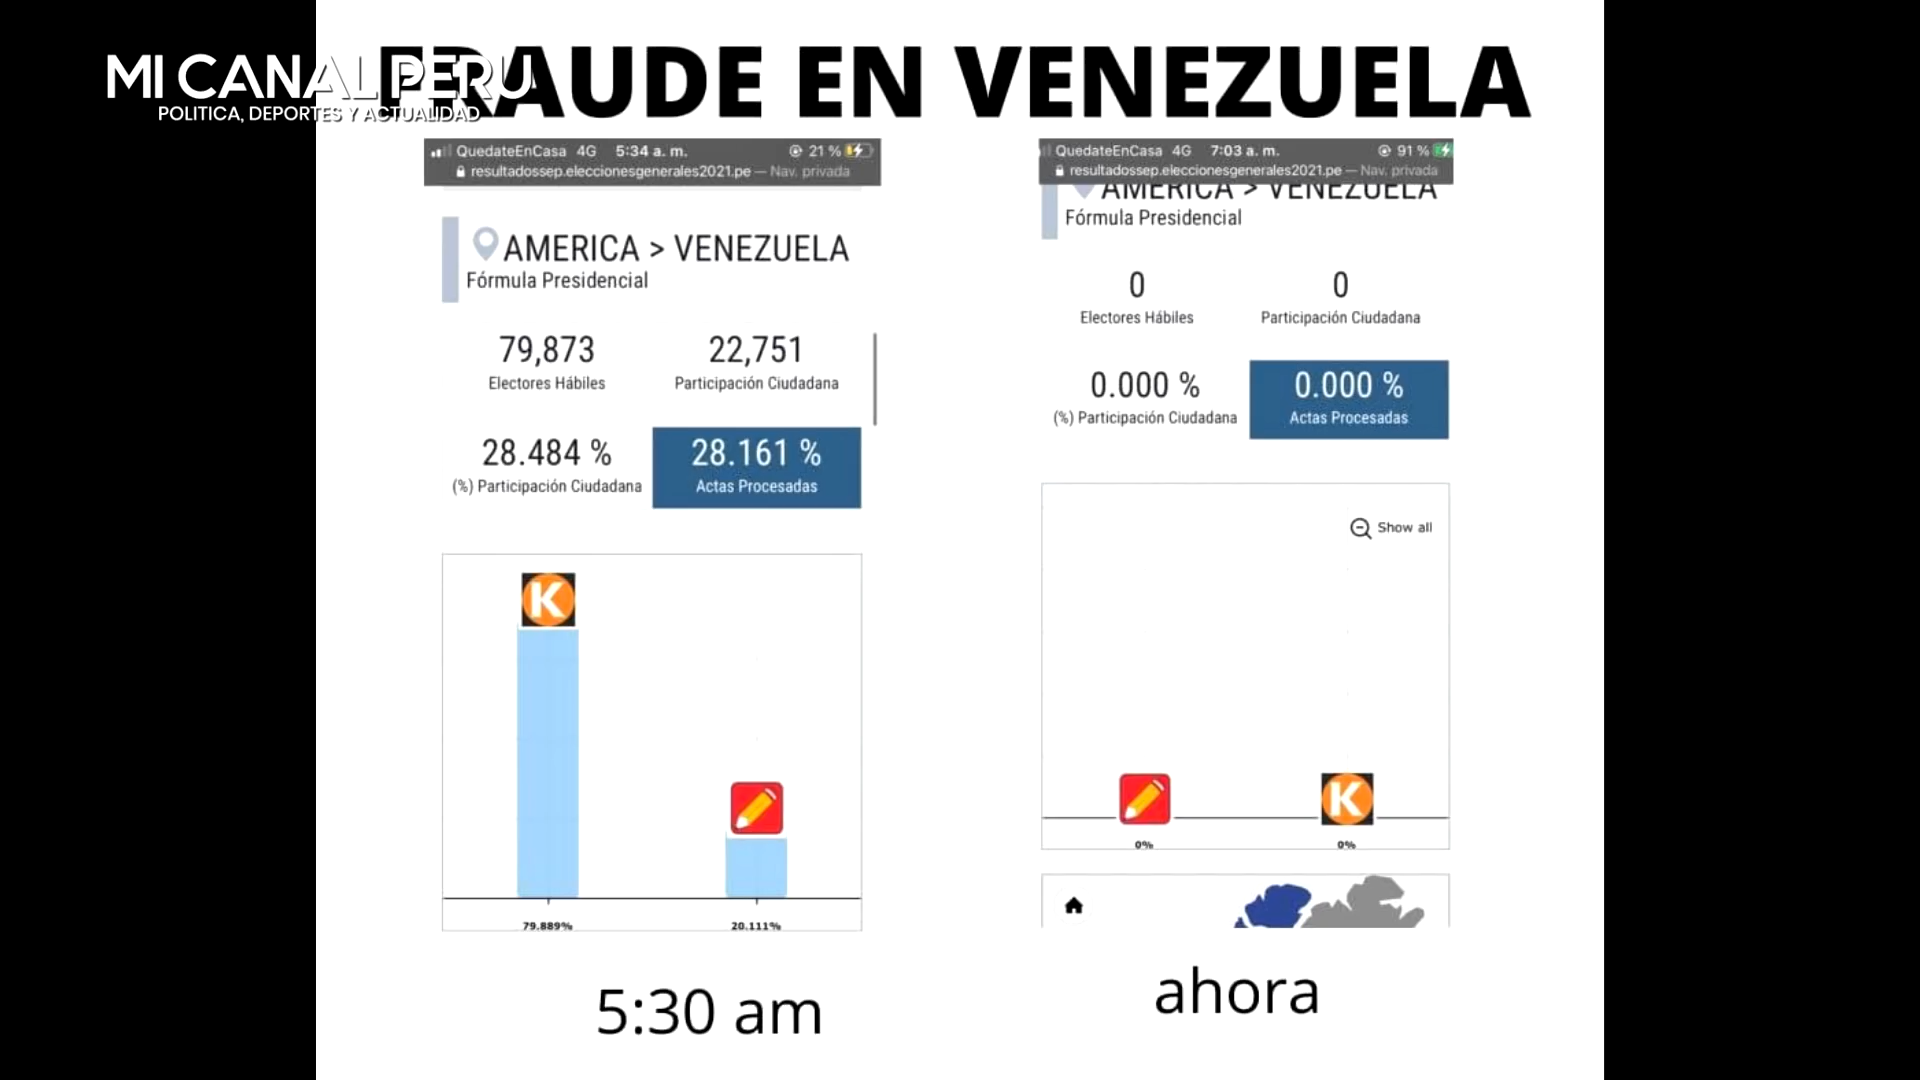 FRAUDE EN VENEZUELA
MI CANAL PERU
POLITICA, DEPORTES Y ACTUALIDAD
QuedateEnCasa 4G 5:34 a. m. 21 %
resultadossep.eleccionesgenerales2021.pe — Nav. privada
AMERICA > VENEZUELA
Fórmula Presidencial
79,873 22,751
Electores Hábiles Participación Ciudadana
28.484 % 28.161 %
(%) Participación Ciudadana Actas Procesadas
K
79.889% 20.111%
5:30 am
QuedateEnCasa 4G 7:03 a. m. 91 %
resultadossep.eleccionesgenerales2021.pe — Nav. privada
AMERICA > VENEZUELA
Fórmula Presidencial
0 0
Electores Hábiles Participación Ciudadana
0.000 % 0.000 %
(%) Participación Ciudadana Actas Procesadas
Show all
K
0% 0%
ahora